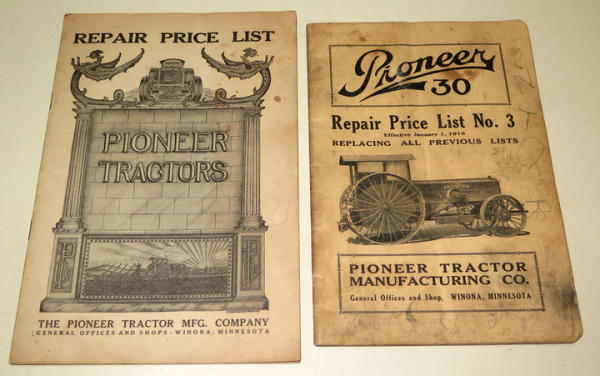 REPAIR PRICE LIST
PIONEER
TRACTORS
THE PIONEER TRACTOR MFG. COMPANY
GENERAL OFFICES AND SHOPS - WINONA, MINNESOTA
Pioneer
30
Repair Price List No. 3
Effective January 1, 1916
REPLACING ALL PREVIOUS LISTS
PIONEER
PIONEER TRACTOR
MANUFACTURING CO.
General Offices and Shop, WINONA, MINNESOTA